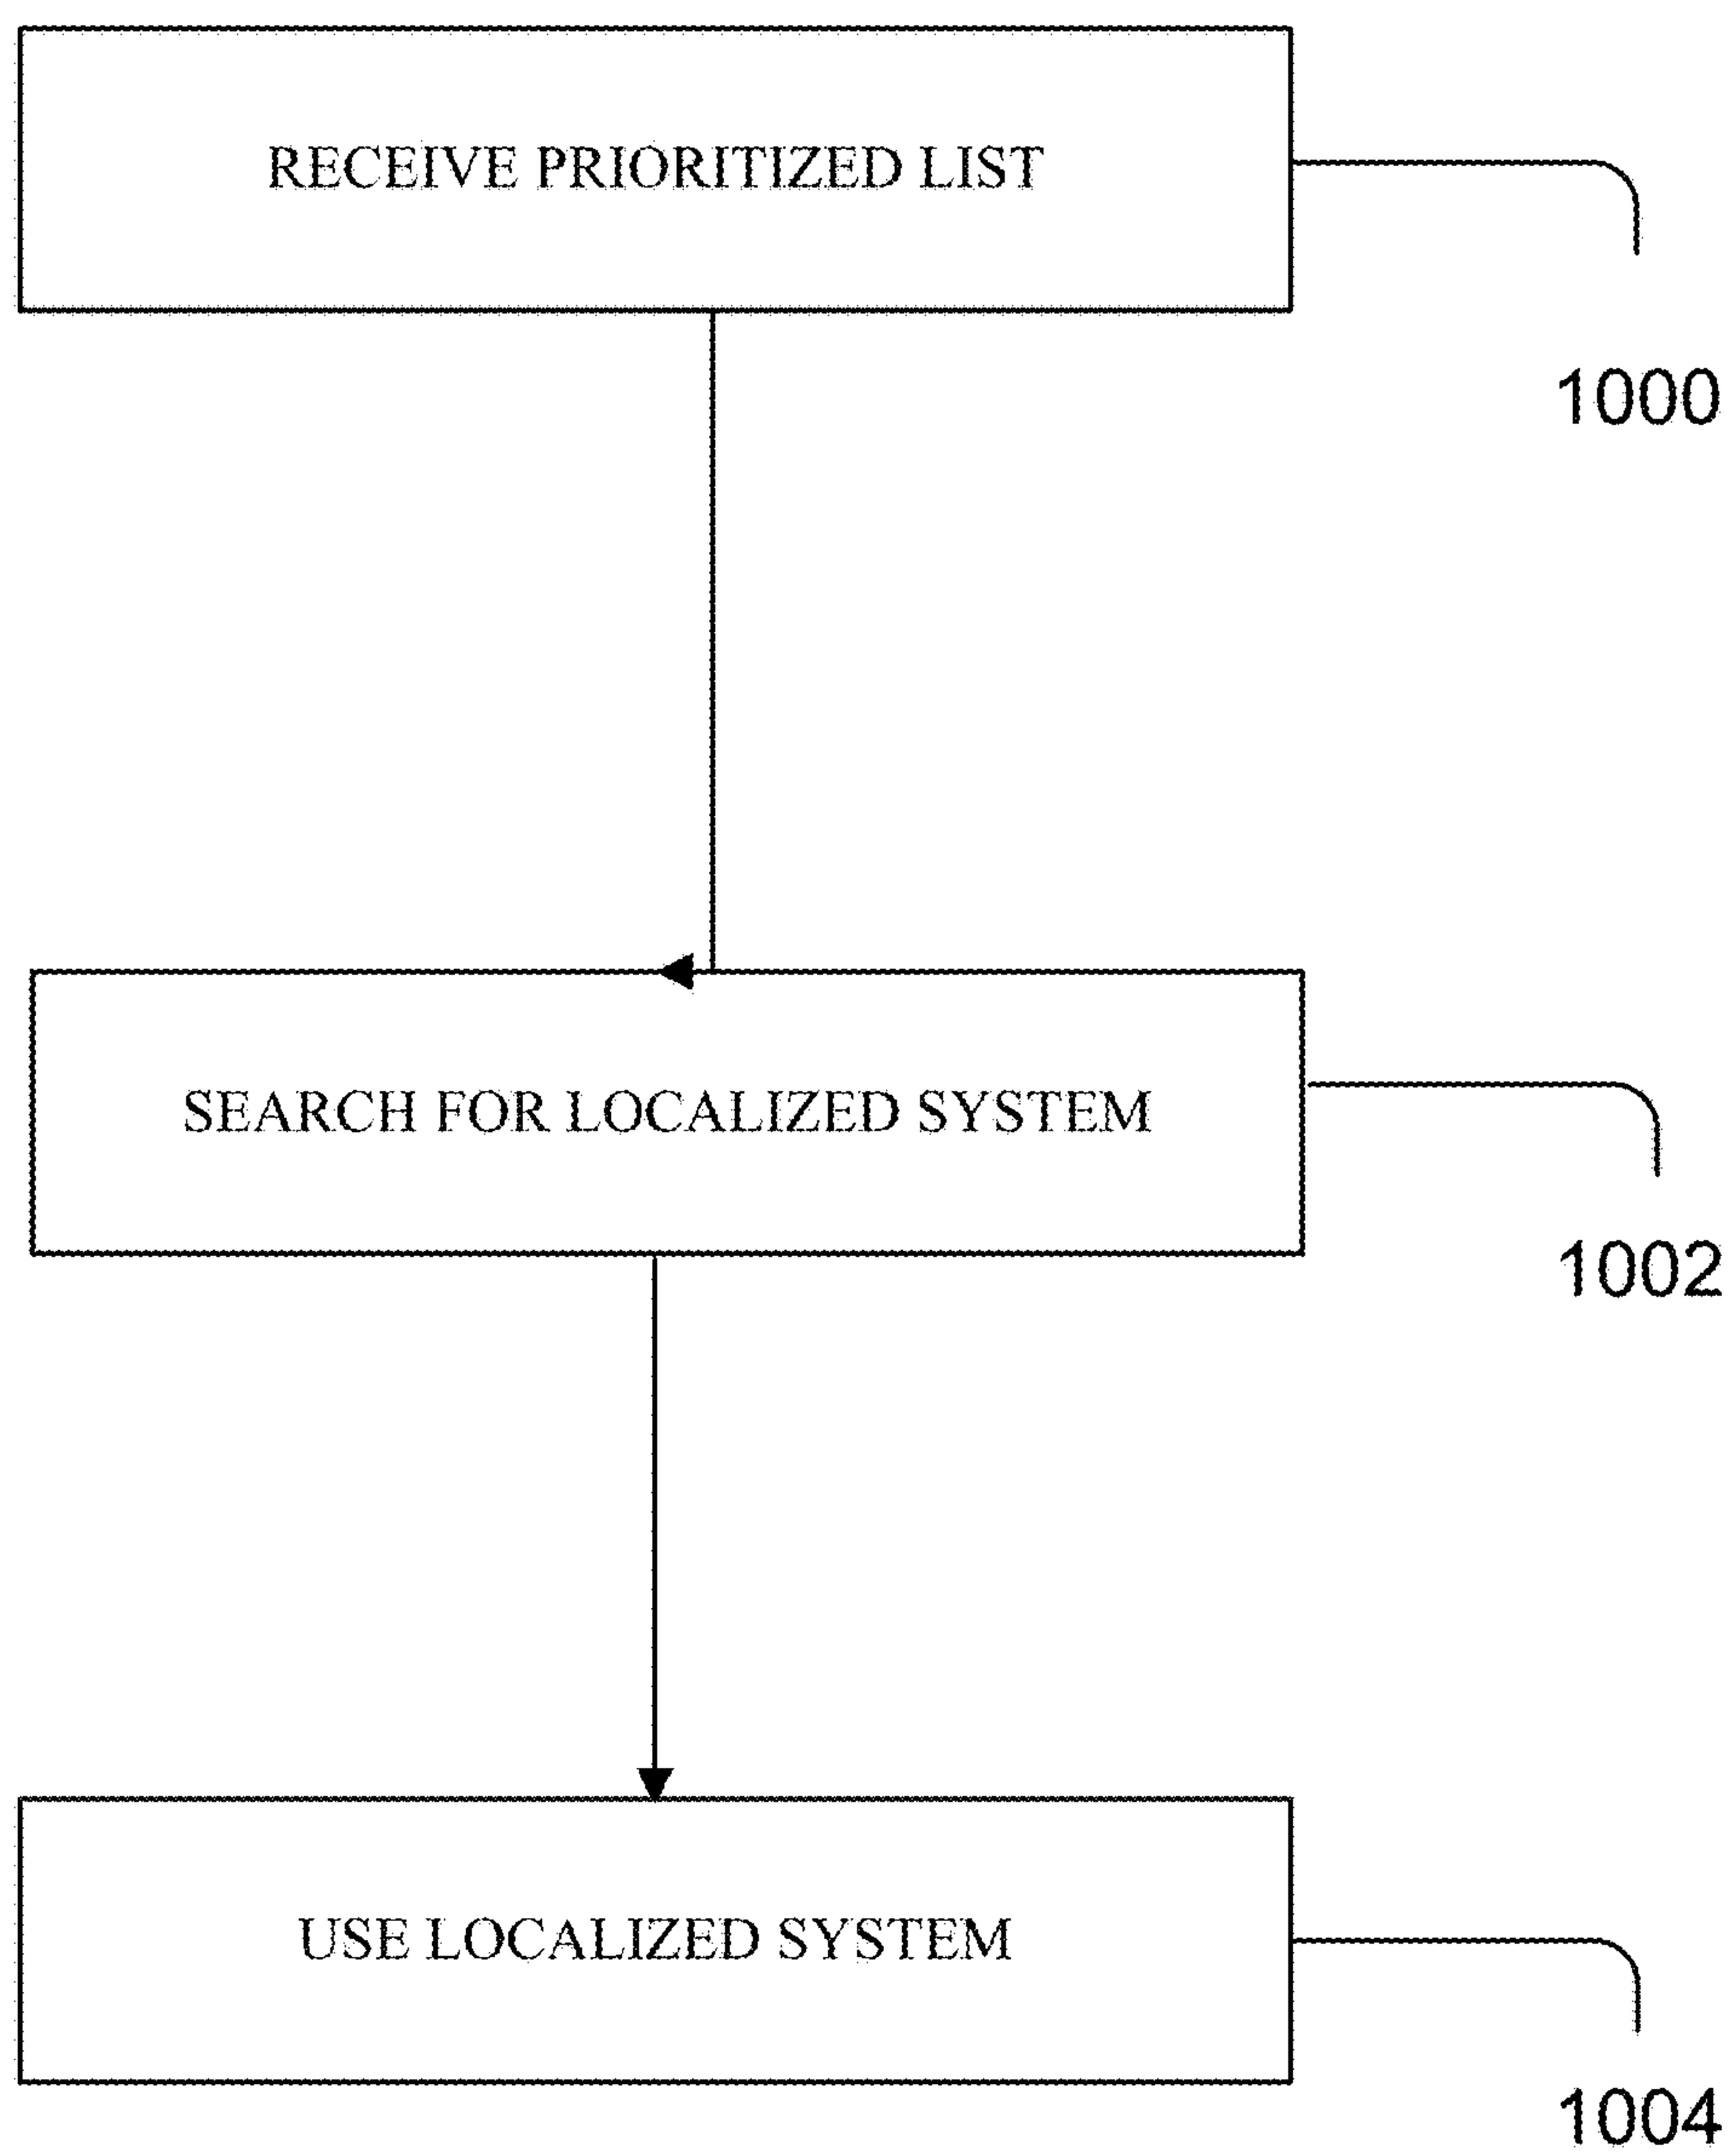 RECEIVE PRIORITIZED LIST
1000
SEARCH FOR LOCALIZED SYSTEM
1002
USE LOCALIZED SYSTEM
1004